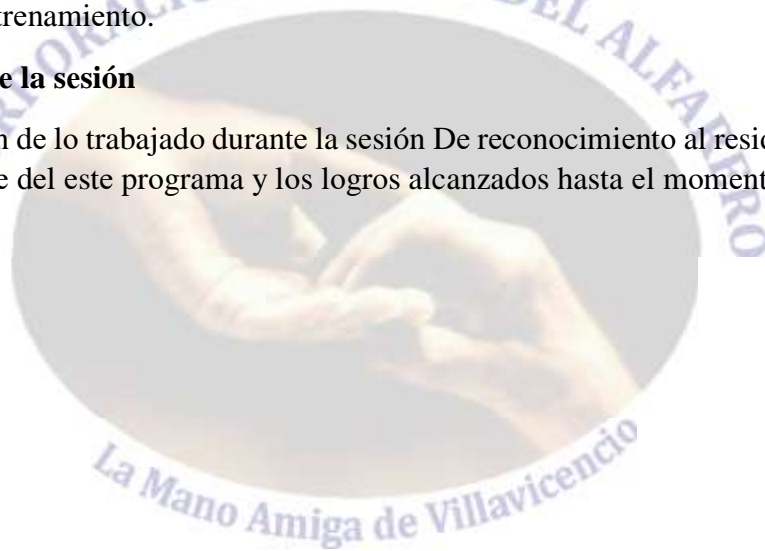 trenamiento.
e la sesión
n de lo trabajado durante la sesión De reconocimiento al resid
e del este programa y los logros alcanzados hasta el moment
DEL ALFARERO
La Mano Amiga de Villavicencio